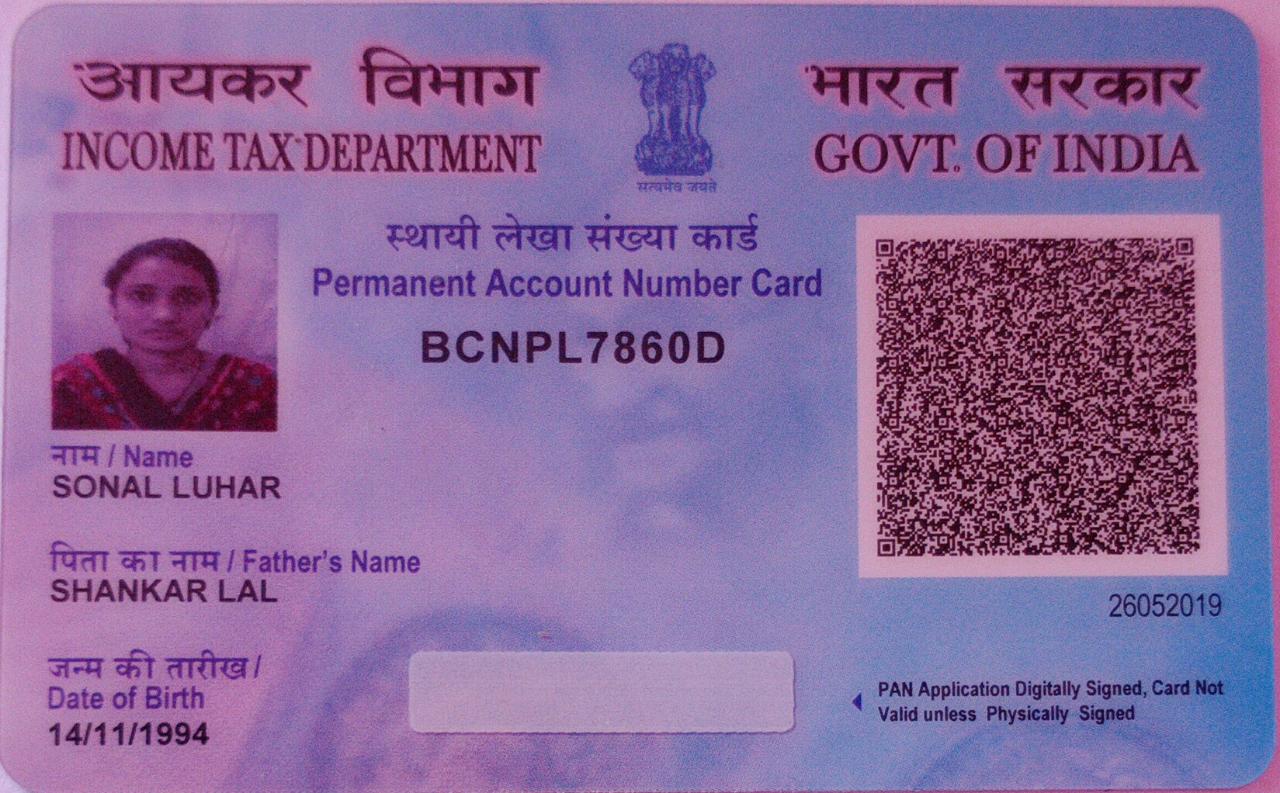 आयकर विभाग
INCOME TAX DEPARTMENT
सत्यमेव जयते
भारत सरकार
GOVT. OF INDIA
स्थायी लेखा संख्या कार्ड
Permanent Account Number Card
BCNPL7860D
नाम / Name
SONAL LUHAR
पिता का नाम / Father's Name
SHANKAR LAL
26052019
जन्म की तारीख /
Date of Birth
14/11/1994
PAN Application Digitally Signed, Card Not
Valid unless Physically Signed